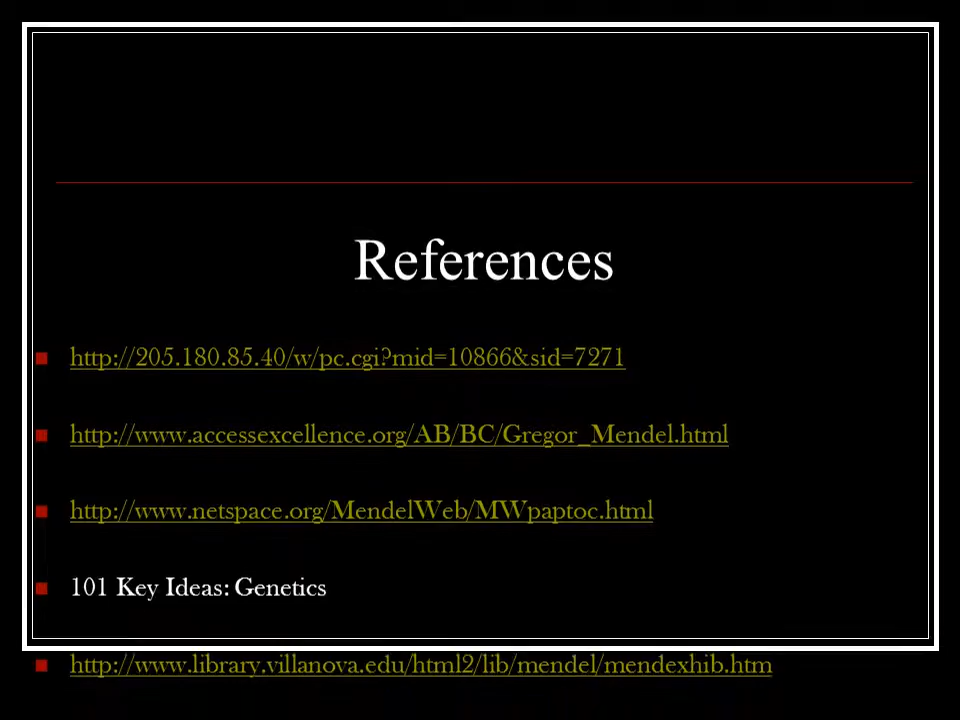 References
http://205.180.85.40/w/pc.cgi?mid=10866&sid=7271
http://www.accessexcellence.org/AB/BC/Gregor_Mendel.html
http://www.netspace.org/MendelWeb/MWpaptoc.html
101 Key Ideas: Genetics
http://www.library.villanova.edu/html2/lib/mendel/mendexhib.htm